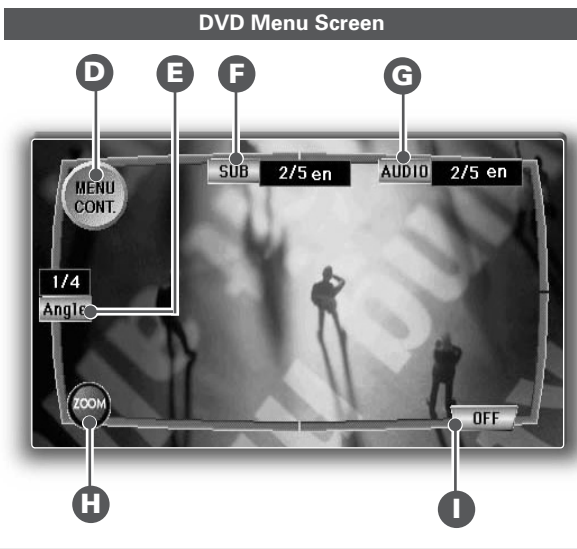 DVD Menu Screen
D
E
F
G
MENU
CONT.
SUB 2/5 en
AUDIO 2/5 en
1/4
Angle
ZOOM
OFF
H
I